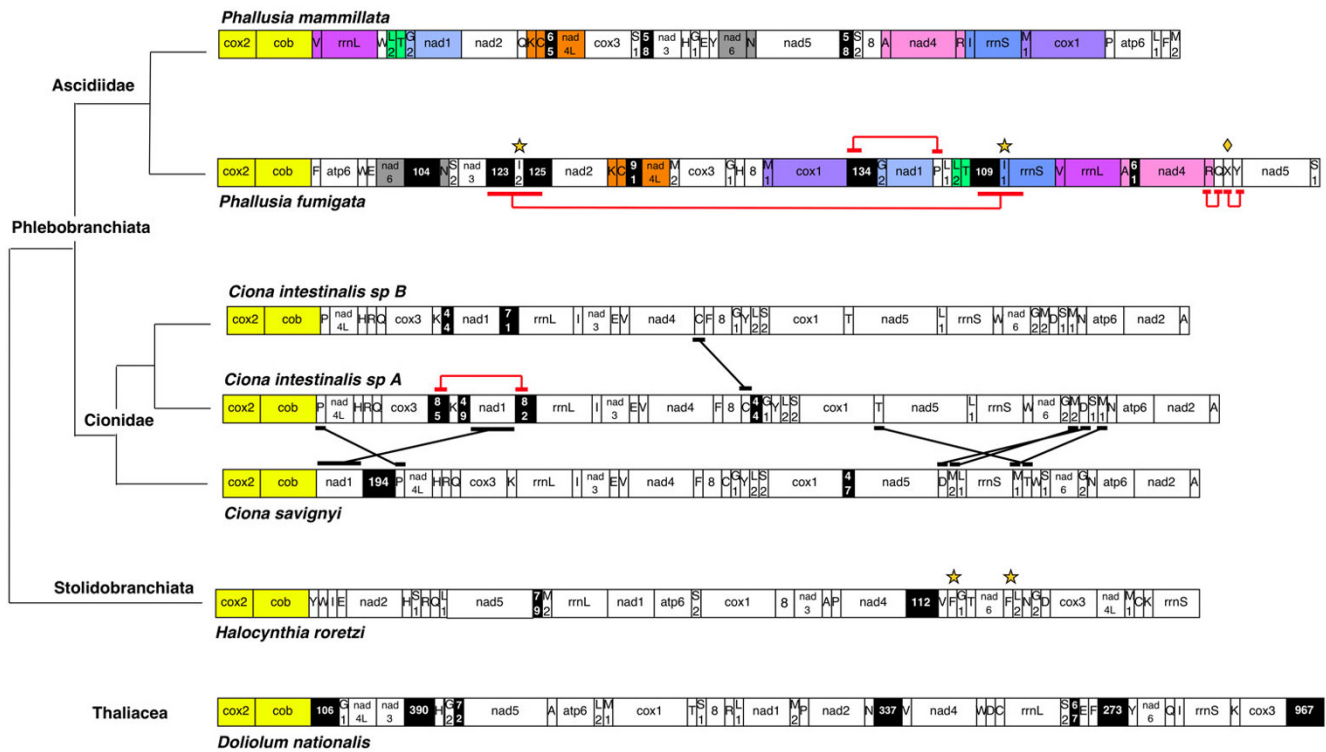 Phallusia mammillata
cox2 cob V rrnL W L2 T G2 nad1 nad2 Q K C 65 nad4L cox3 S1 58 nad3 H G1 E Y nad6 N nad5 58 S2 8 A nad4 R I rrnS M1 cox1 P atp6 L1 F M2
Ascidiidae
cox2 cob F atp6 W E nad6 104 N S2 nad3 123 I2 125 nad2 K C 91 nad4L M2 cox3 G1 H 8 M1 cox1 134 G2 nad1 P L1 L2 T 109 I1 rrnS V rrnL A 61 nad4 R Q X Y nad5 S1
Phallusia fumigata
Phlebobranchiata
Ciona intestinalis sp B
cox2 cob P nad4L H R Q cox3 K 44 nad1 71 rrnL I nad3 E V nad4 C F 8 G1 Y L2 S2 cox1 T nad5 L1 rrnS W nad6 G2 M2 D S1 M1 N atp6 nad2 A
Ciona intestinalis sp A
cox2 cob P nad4L H R Q cox3 85 K 49 nad1 82 rrnL I nad3 E V nad4 F 8 C 44 G1 Y L2 S2 cox1 T nad5 L1 rrnS W nad6 G2 M2 D S1 M1 N atp6 nad2 A
Cionidae
cox2 cob nad1 194 P nad4L H R Q cox3 K rrnL I nad3 E V nad4 F 8 C G1 Y L2 S2 cox1 47 nad5 D M2 L1 rrnS M1 T W S1 nad6 G2 N atp6 nad2 A
Ciona savignyi
Stolidobranchiata
cox2 cob Y W I E nad2 H S1 R Q L1 nad5 79 M2 rrnL nad1 atp6 S2 cox1 8 nad3 A P nad4 112 V F G1 T nad6 F L2 N G2 D cox3 nad4L M1 C K rrnS
Halocynthia roretzi
Thaliacea
cox2 cob 106 G1 nad4L nad3 390 H G2 72 nad5 A atp6 L2 M1 cox1 T S1 8 R L1 nad1 M2 P nad2 N 337 V nad4 W D C rrnL S2 67 E F 273 Y nad6 Q I rrnS K cox3 967
Doliolum nationalis